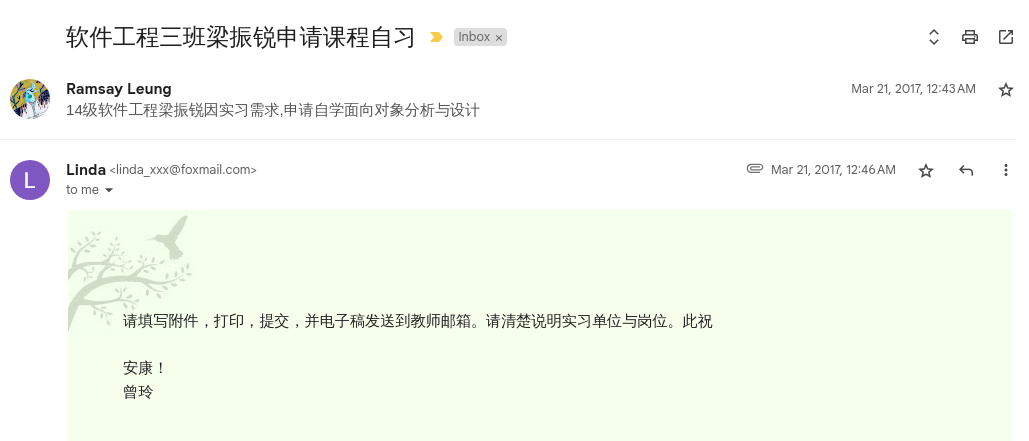 软件工程三班梁振锐申请课程自习
Inbox ×
Ramsay Leung
Mar 21, 2017, 12:43 AM
14级软件工程梁振锐因实习需求,申请自学面向对象分析与设计
L
Linda <linda_xxx@foxmail.com>
Mar 21, 2017, 12:46 AM
to me
请填写附件，打印，提交，并电子稿发送到教师邮箱。请清楚说明实习单位与岗位。此祝
安康！
曾玲